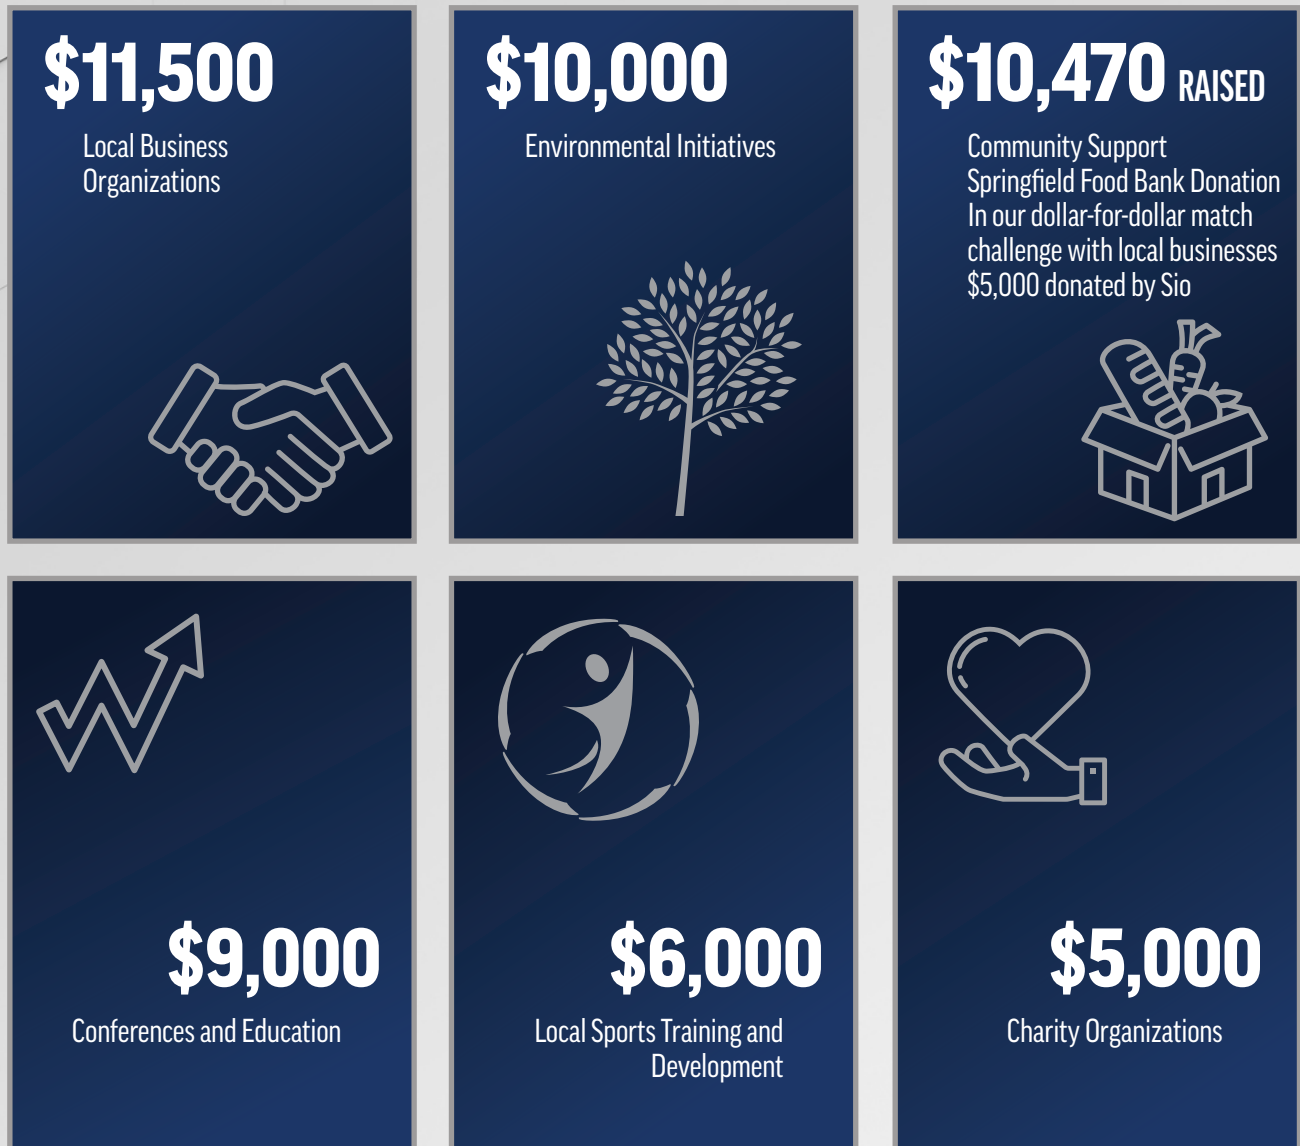 $11,500
Local Business
Organizations
$10,000
Environmental Initiatives
$10,470 RAISED
Community Support
Springfield Food Bank Donation
In our dollar-for-dollar match
challenge with local businesses
$5,000 donated by Sio
$9,000
Conferences and Education
$6,000
Local Sports Training and
Development
$5,000
Charity Organizations